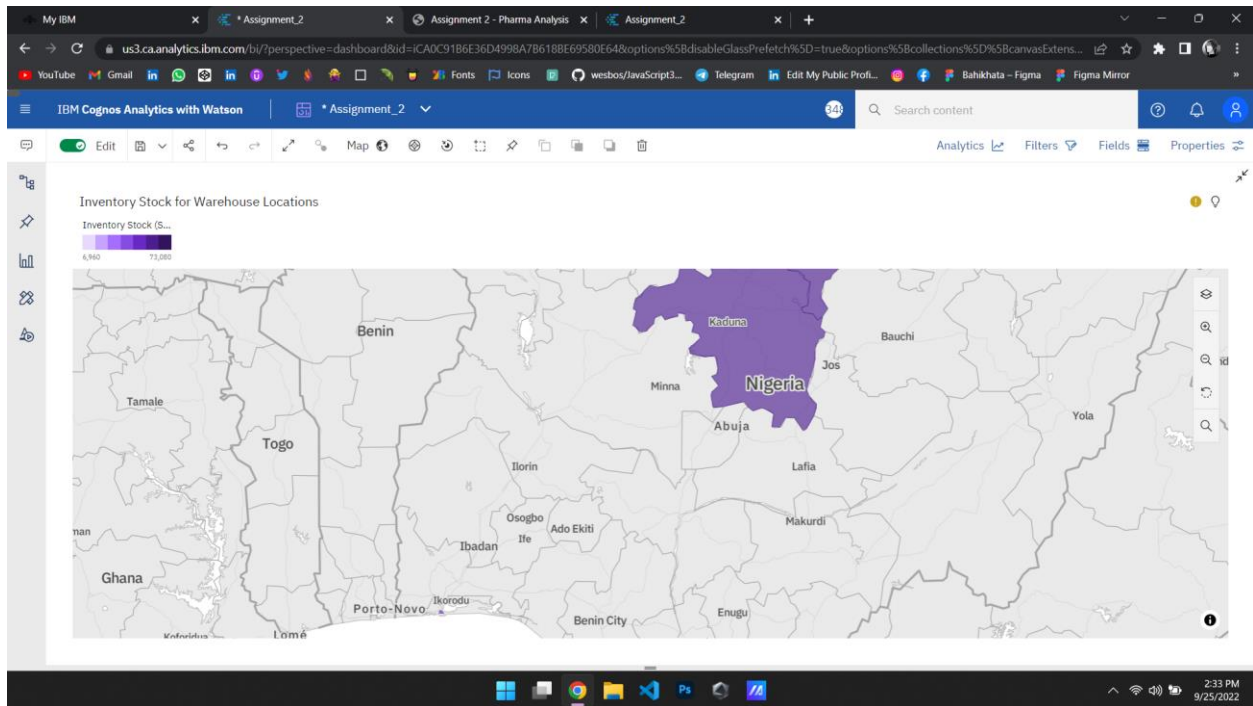 My IBM
* Assignment_2
Assignment 2 - Pharma Analysis
Assignment_2
us3.ca.analytics.ibm.com/bi/?perspective=dashboard&id=iCA0C91B6E36D4998A7B618BE69580E64&options%5BdisableGlassPrefetch%5D=true&options%5Bcollections%5D%5BcanvasExtens...
YouTube Gmail Fonts Icons wesbos/JavaScript3... Telegram Edit My Public Profi... Bahikhata – Figma Figma Mirror
IBM Cognos Analytics with Watson
* Assignment_2
Search content
Edit
Map
Analytics Filters Fields Properties
Inventory Stock for Warehouse Locations
Inventory Stock (S...
6,960 73,080
Kaduna
Benin
Bauchi
Jos
Minna
Nigeria
Tamale
Yola
Abuja
Togo
Ilorin
Lafia
Osogbo
Makurdi
Ado Ekiti
Ife
Ibadan
Ghana
Ikorodu
Porto-Novo
Enugu
Benin City
Koforidua
Lomé
2:33 PM
9/25/2022